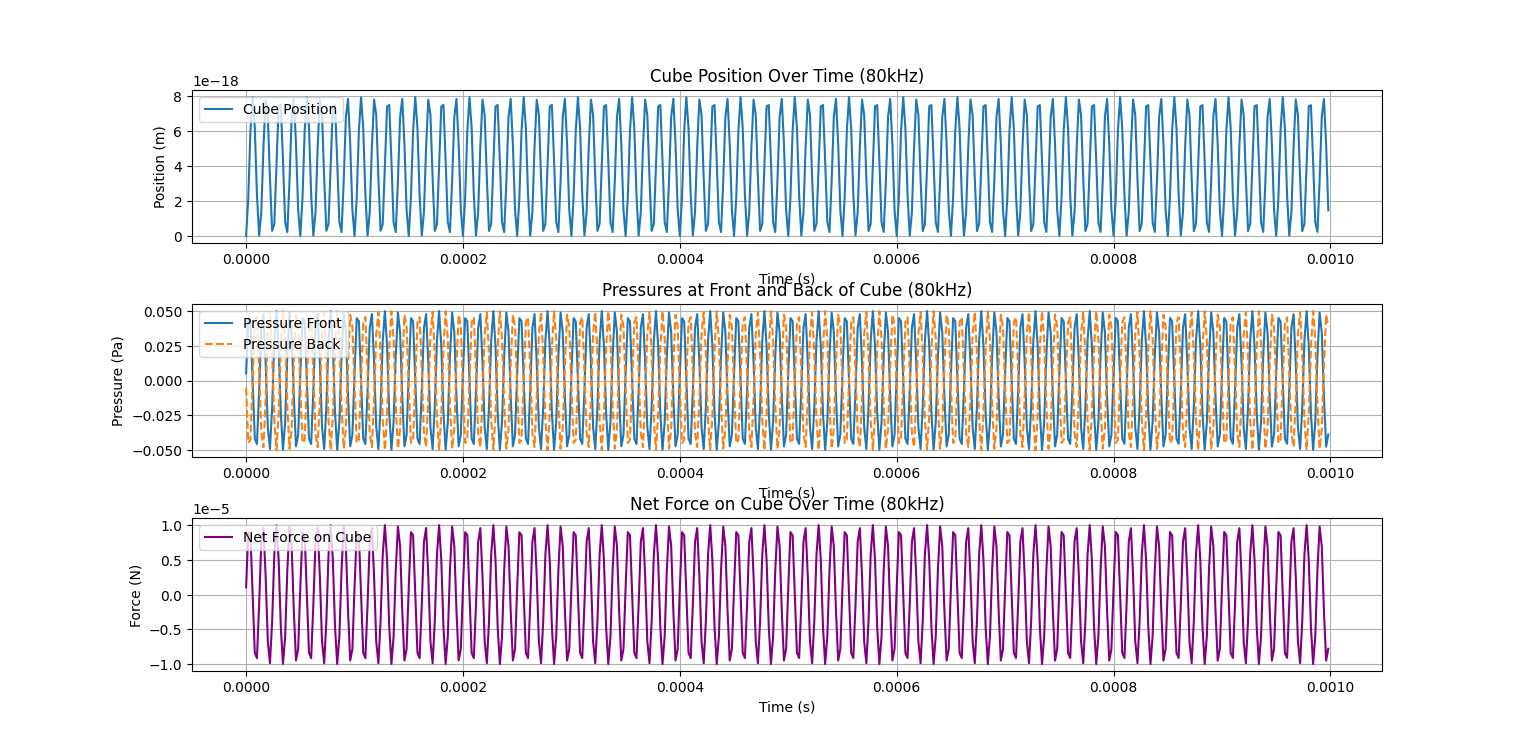 Cube Position Over Time (80kHz)
1e−18
Cube Position
8
6
4
2
0
Position (m)
0.0000 0.0002 0.0004 0.0006 0.0008 0.0010
Time (s)
Pressures at Front and Back of Cube (80kHz)
Pressure Front
Pressure Back
0.050
0.025
0.000
−0.025
−0.050
Pressure (Pa)
0.0000 0.0002 0.0004 0.0006 0.0008 0.0010
Time (s)
Net Force on Cube Over Time (80kHz)
1e−5
Net Force on Cube
1.0
0.5
0.0
−0.5
−1.0
Force (N)
0.0000 0.0002 0.0004 0.0006 0.0008 0.0010
Time (s)